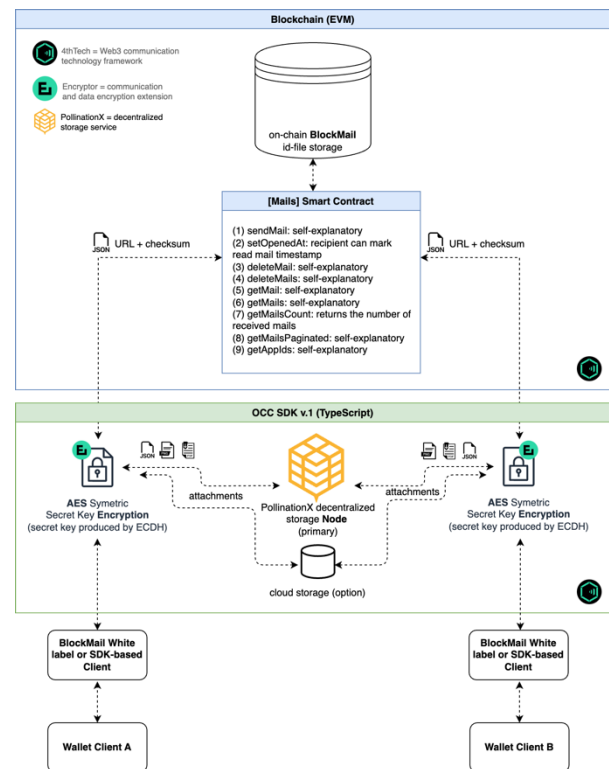 Blockchain (EVM)
4thTech = Web3 communication
technology framework
Encryptor = communication
and data encryption extension
PollinationX = decentralized
storage service
on-chain BlockMail
id-file storage
[Mails] Smart Contract
(1) sendMail: self-explanatory
(2) setOpenedAt: recipient can mark
read mail timestamp
(3) deleteMail: self-explanatory
(4) deleteMails: self-explanatory
(5) getMail: self-explanatory
(6) getMails: self-explanatory
(7) getMailsCount: returns the number of
received mails
(8) getMailsPaginated: self-explanatory
(9) getAppIds: self-explanatory
JSON URL + checksum
JSON URL + checksum
OCC SDK v.1 (TypeScript)
JSON
JSON
attachments
attachments
PollinationX decentralized
storage Node
(primary)
cloud storage (option)
AES Symetric
Secret Key Encryption
(secret key produced by ECDH)
AES Symetric
Secret Key Encryption
(secret key produced by ECDH)
BlockMail White
label or SDK-based
Client
BlockMail White
label or SDK-based
Client
Wallet Client A
Wallet Client B